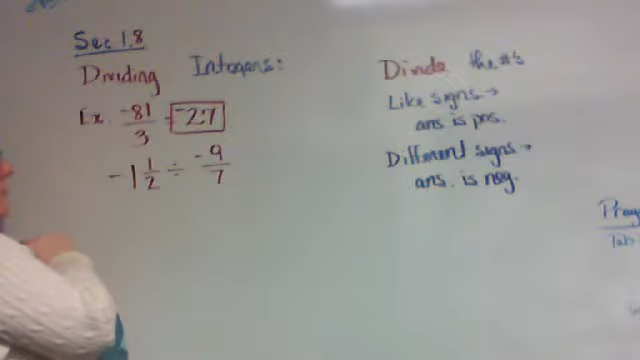 Sec 1.8
Dividing Integers:
Ex. -81/3 = -27
-1 1/2 ÷ -9/7
Divide the #'s
Like signs →
ans is pos.
Different signs →
ans. is neg.